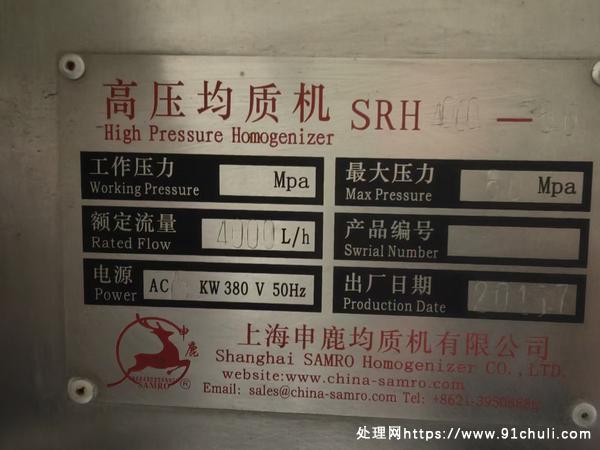 高压均质机 SRH 4000 —
High Pressure Homogenizer
工作压力 Mpa
Working Pressure
最大压力 Mpa
Max Pressure
额定流量 4000 L/h
Rated Flow
产品编号
Swrial Number
电源 AC KW 380 V 50Hz
Power
出厂日期 2015.7
Production Date
申鹿
SAMRO ®
上海申鹿均质机有限公司
Shanghai SAMRO Homogenizer CO.,LTD.
website:www.china-samro.com
Email: sales@china-samro.com Tel:
处理网https://www.91chuli.com